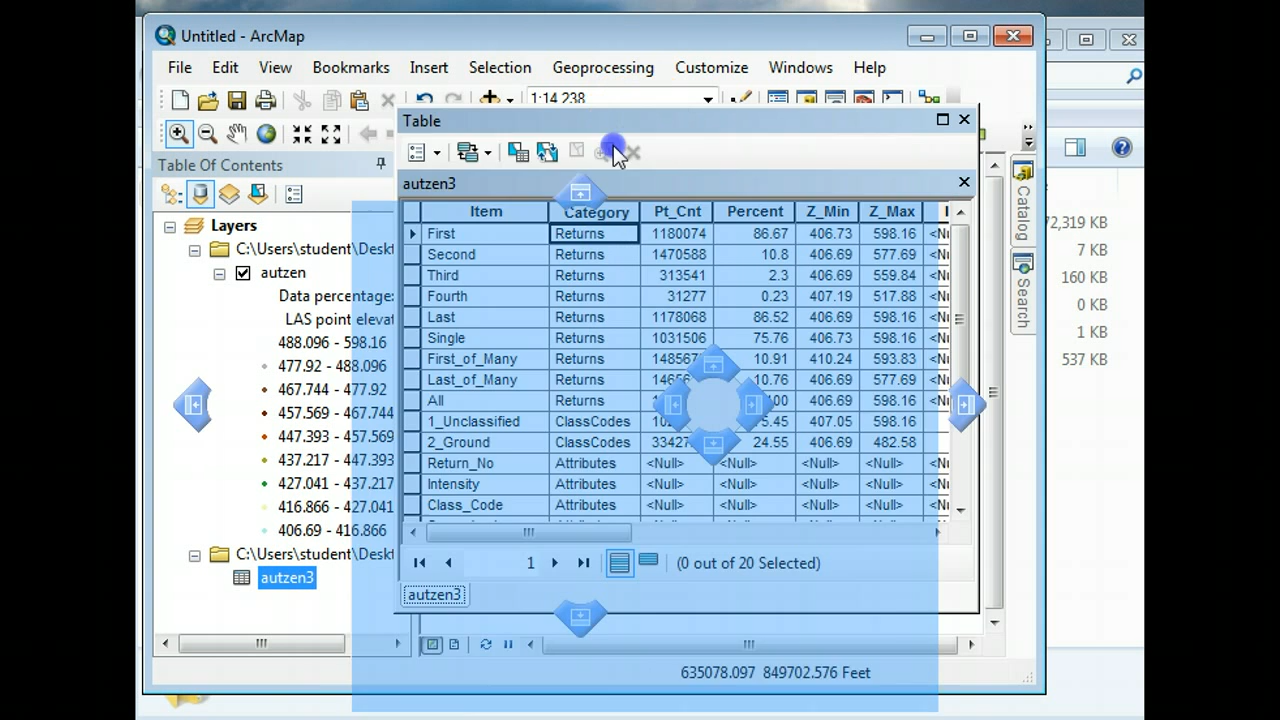 Untitled - ArcMap
File Edit View Bookmarks Insert Selection Geoprocessing Customize Windows Help
1:14,238
Table
Table Of Contents
autzen3
Layers
C:\Users\student\Deskt
autzen
Data percentage:
LAS point elevat
488.096 - 598.16
477.92 - 488.096
467.744 - 477.92
457.569 - 467.744
447.393 - 457.569
437.217 - 447.393
427.041 - 437.217
416.866 - 427.041
406.69 - 416.866
C:\Users\student\Deskt
autzen3
Item Category Pt_Cnt Percent Z_Min Z_Max
First Returns 1180074 86.67 406.73 598.16 <Nu
Second Returns 1470588 10.8 406.69 577.69
Third Returns 313541 2.3 406.69 559.84
Fourth Returns 31277 0.23 407.19 517.88 <Nu
Last Returns 1178068 86.52 406.69 598.16
Single Returns 1031506 75.76 406.73 598.16
First_of_Many Returns 10.91 410.24 593.83
Last_of_Many Returns 10.76 406.69 577.69
All Returns 406.69 598.16
1_Unclassified ClassCodes 407.05 598.16
2_Ground ClassCodes 24.55 406.69 482.58
Return_No Attributes <Null> <Null> <Null> <Null> <Nu
Intensity Attributes <Null> <Null> <Null> <Null> <Nu
Class_Code Attributes <Null> <Null> <Null> <Null> <Nu
1 (0 out of 20 Selected)
autzen3
635078.097 849702.576 Feet
Catalog
Search
72,319 KB
7 KB
160 KB
0 KB
1 KB
537 KB